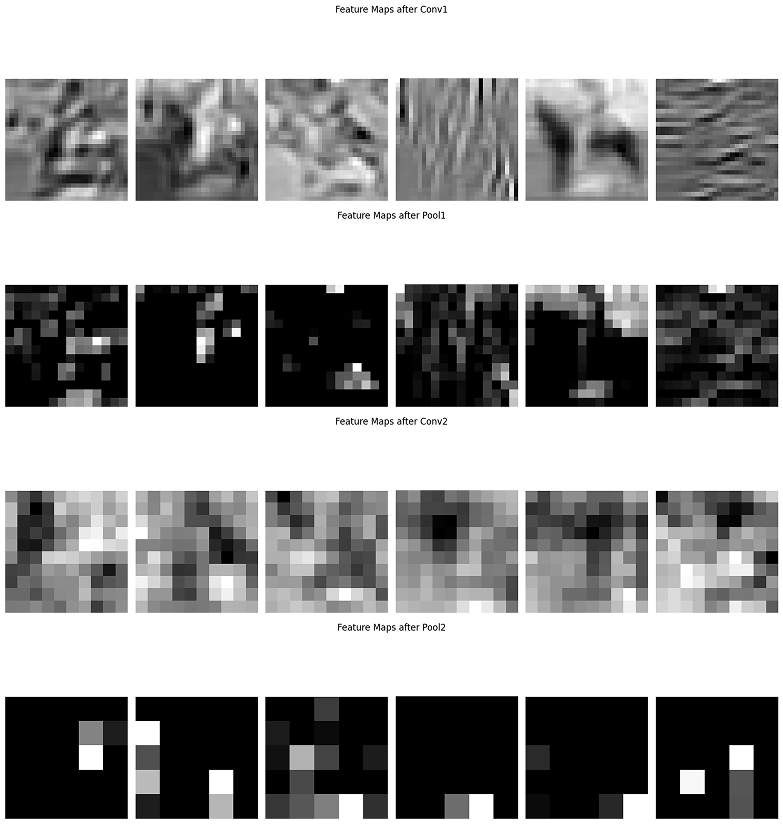 Feature Maps after Conv1
Feature Maps after Pool1
Feature Maps after Conv2
Feature Maps after Pool2